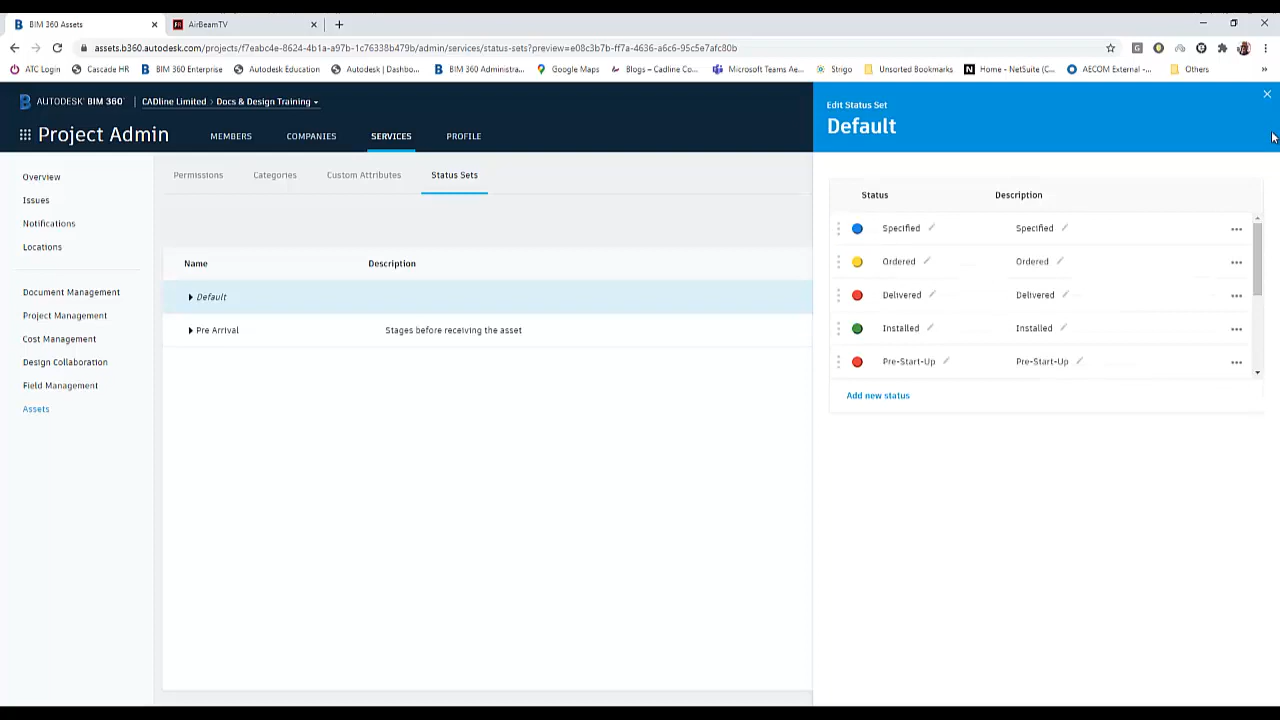 BIM 360 Assets
AirBeamTV
assets.b360.autodesk.com/projects/f7eabc4e-8624-4b1a-a97b-1c76338b479b/admin/services/status-sets?preview=e08c3b7b-ff7a-4636-a6c6-95c5e7afc80b
ATC Login Cascade HR BIM 360 Enterprise Autodesk Education Autodesk | Dashbo... BIM 360 Administra... Google Maps Blogs – Cadline Co... Microsoft Teams Ae... Strigo Unsorted Bookmarks Home - NetSuite (C... AECOM External -... Others
AUTODESK® BIM 360® CADline Limited > Docs & Design Training
Project Admin MEMBERS COMPANIES SERVICES PROFILE
Overview
Issues
Notifications
Locations
Document Management
Project Management
Cost Management
Design Collaboration
Field Management
Assets
Permissions Categories Custom Attributes Status Sets
Name Description
Default
Pre Arrival Stages before receiving the asset
Edit Status Set
Default
Status Description
Specified Specified
Ordered Ordered
Delivered Delivered
Installed Installed
Pre-Start-Up Pre-Start-Up
Add new status